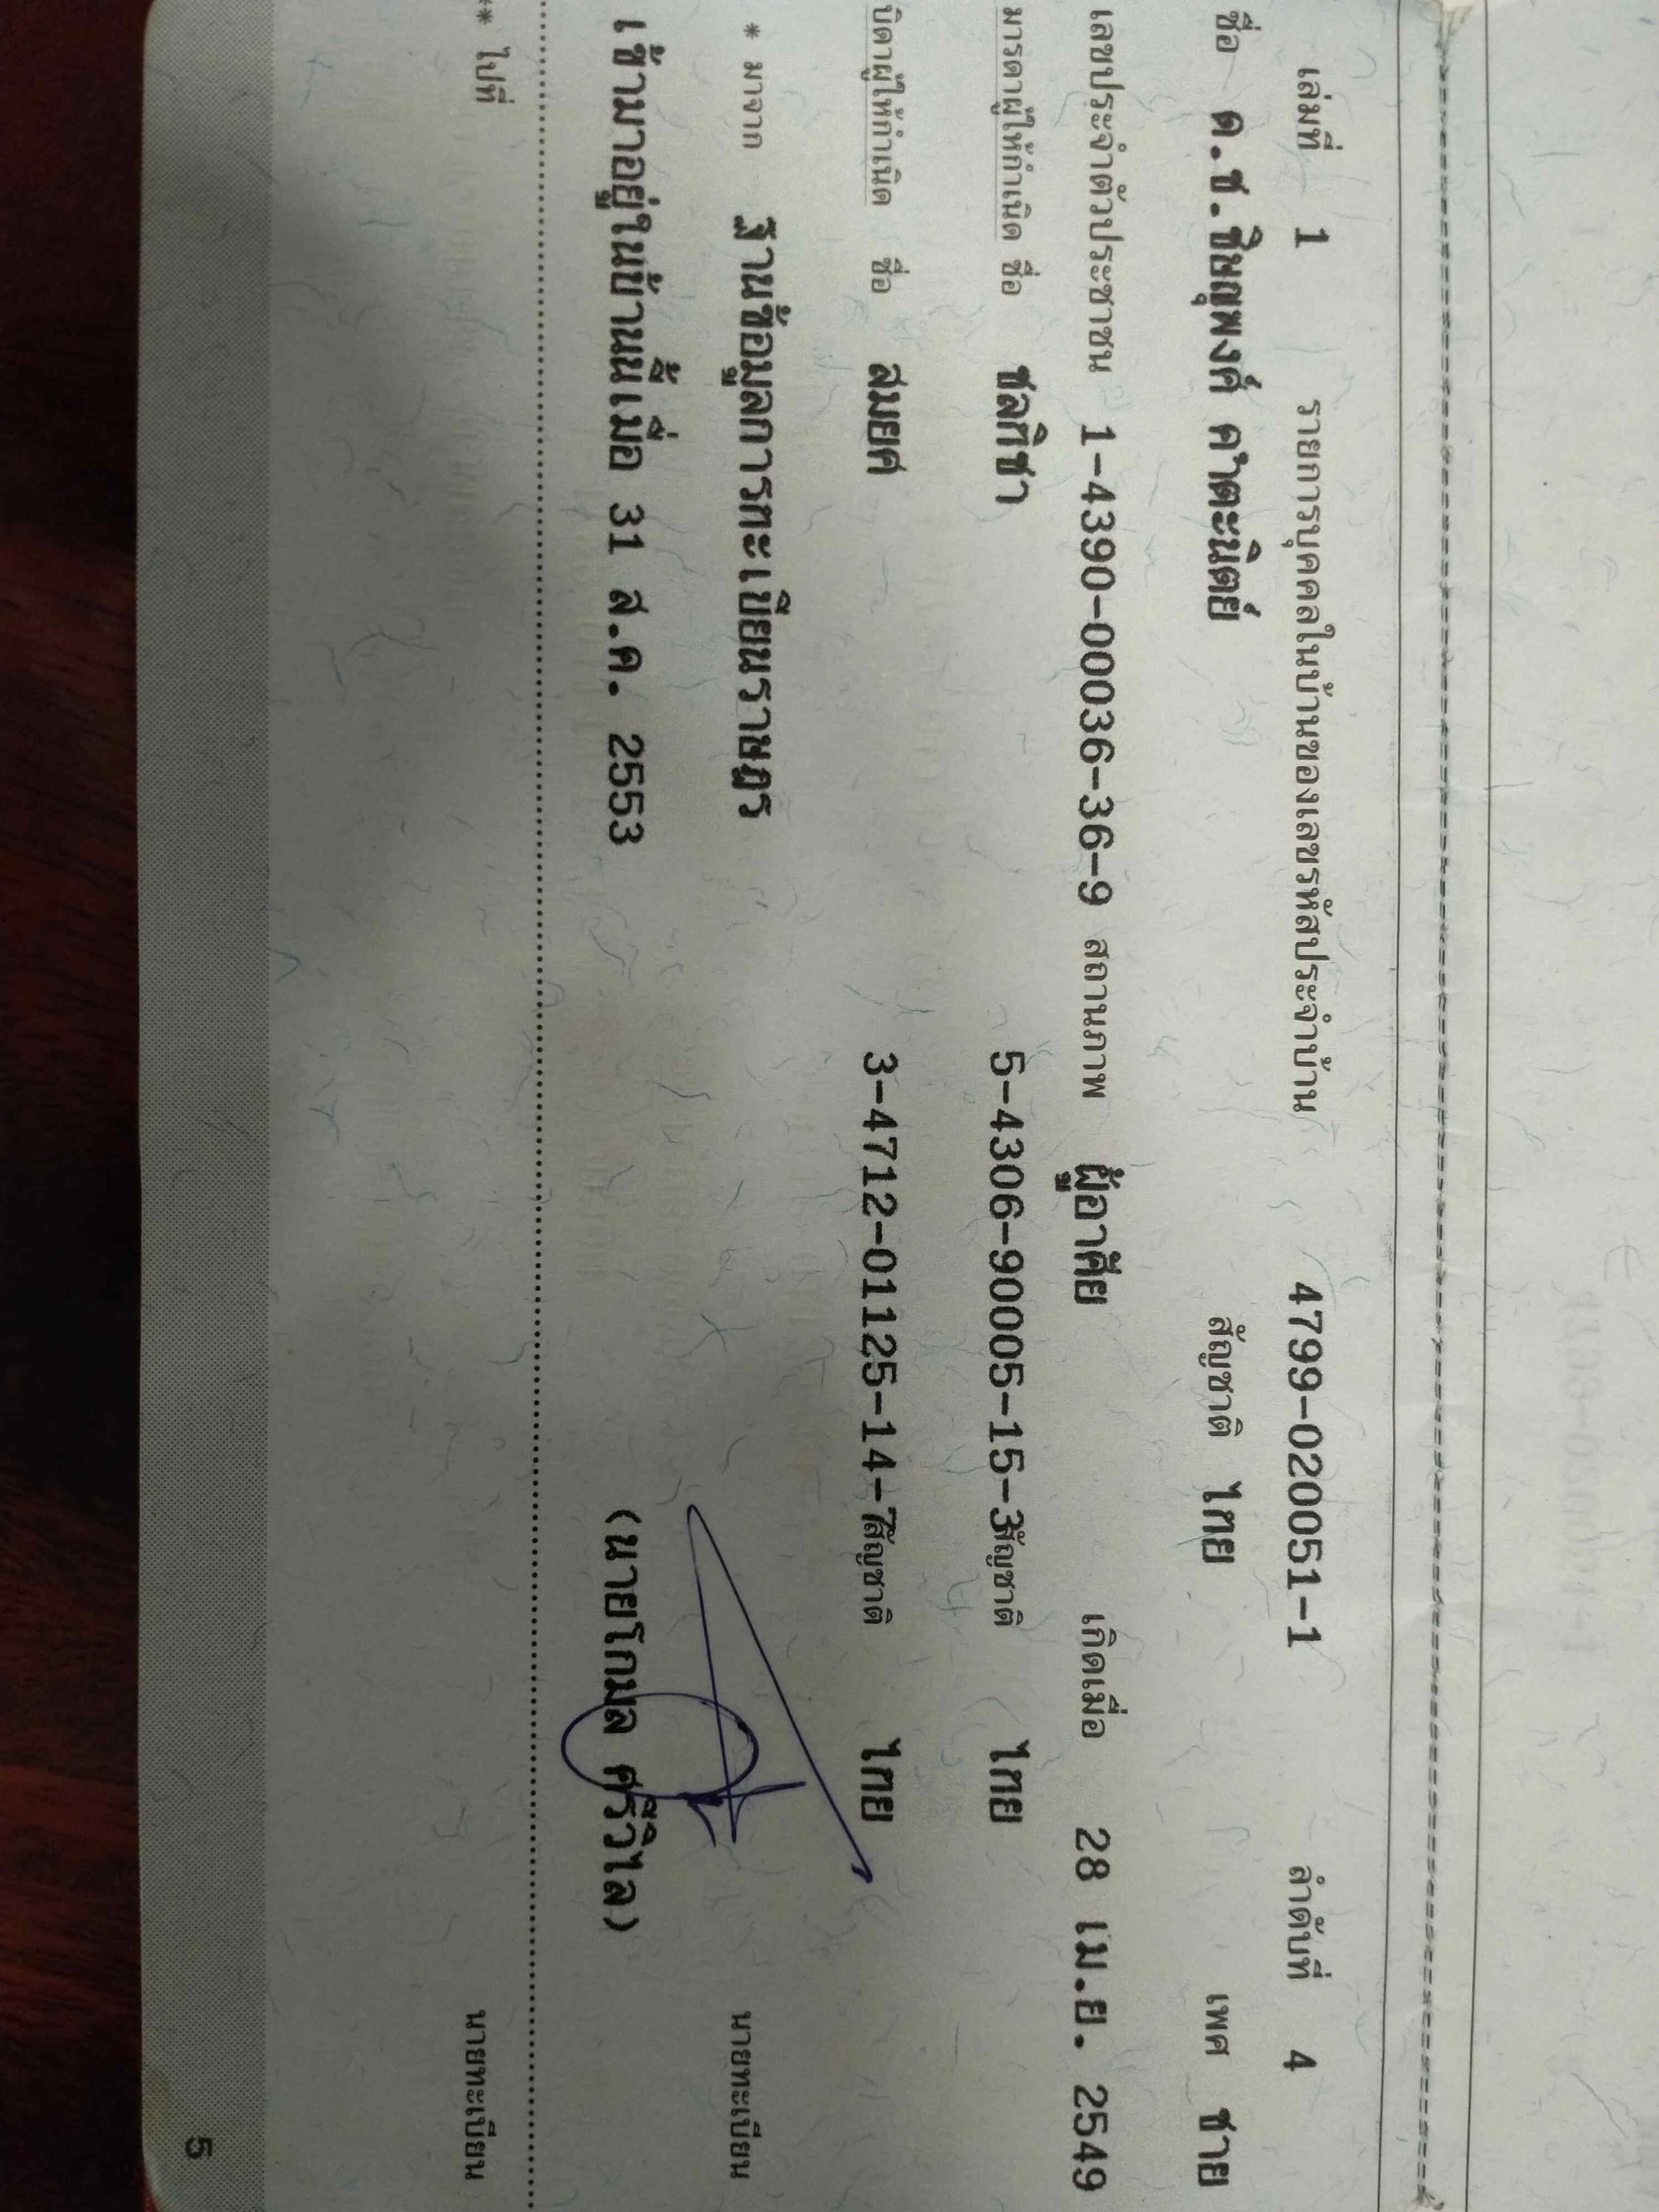 เล่มที่ 1 รายการบุคคลในบ้านของเลขรหัสประจำบ้าน 4799-020051-1 ลำดับที่ 4
ชื่อ ด.ช.ชิษณุพงศ์ คำตะนิตย์ สัญชาติ ไทย เพศ ชาย
เลขประจำตัวประชาชน 1-4390-00036-36-9 สถานภาพ ผู้อาศัย เกิดเมื่อ 28 เม.ย. 2549
มารดาผู้ให้กำเนิด ชื่อ ชลทิชา 5-4306-90005-15-3 สัญชาติ ไทย
บิดาผู้ให้กำเนิด ชื่อ สมยศ 3-4712-01125-14-7 สัญชาติ ไทย
* มาจาก ฐานข้อมูลการทะเบียนราษฎร นายทะเบียน
เข้ามาอยู่ในบ้านนี้เมื่อ 31 ส.ค. 2553 (นายโกมล ศรีวิไล)
** ไปที่ นายทะเบียน
5